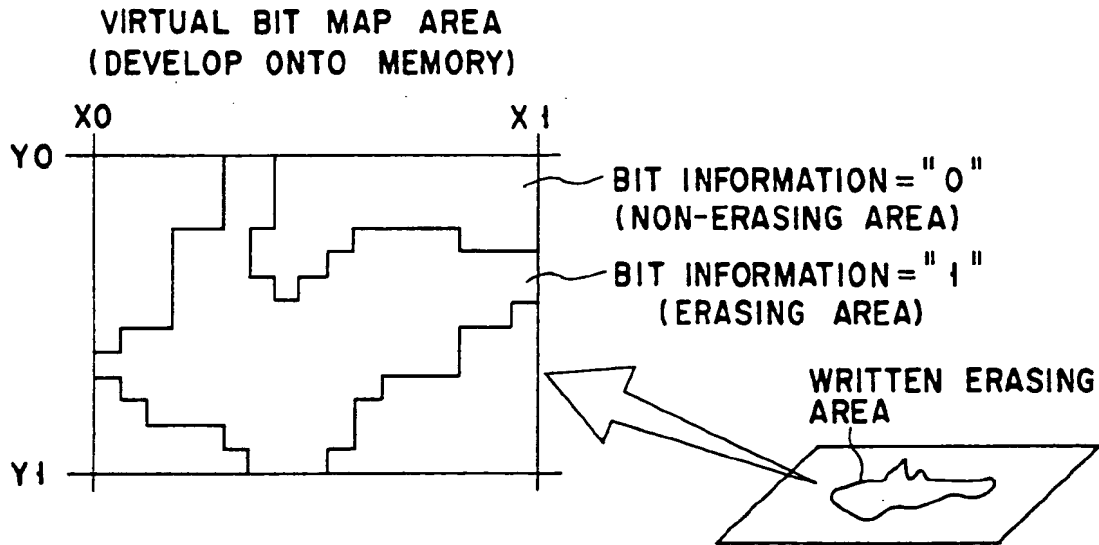 VIRTUAL BIT MAP AREA
(DEVELOP ONTO MEMORY)
X0 X1
Y0
BIT INFORMATION = "0"
(NON-ERASING AREA)
BIT INFORMATION = "1"
(ERASING AREA)
WRITTEN ERASING
AREA
Y1